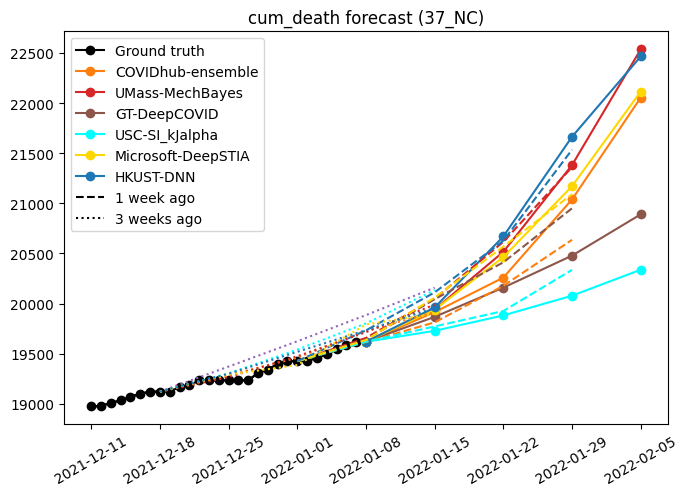 cum_death forecast (37_NC)
22500
22000
21500
21000
20500
20000
19500
19000
Ground truth
COVIDhub-ensemble
UMass-MechBayes
GT-DeepCOVID
USC-SI_kJalpha
Microsoft-DeepSTIA
HKUST-DNN
1 week ago
3 weeks ago
2021-12-11
2021-12-18
2021-12-25
2022-01-01
2022-01-08
2022-01-15
2022-01-22
2022-01-29
2022-02-05